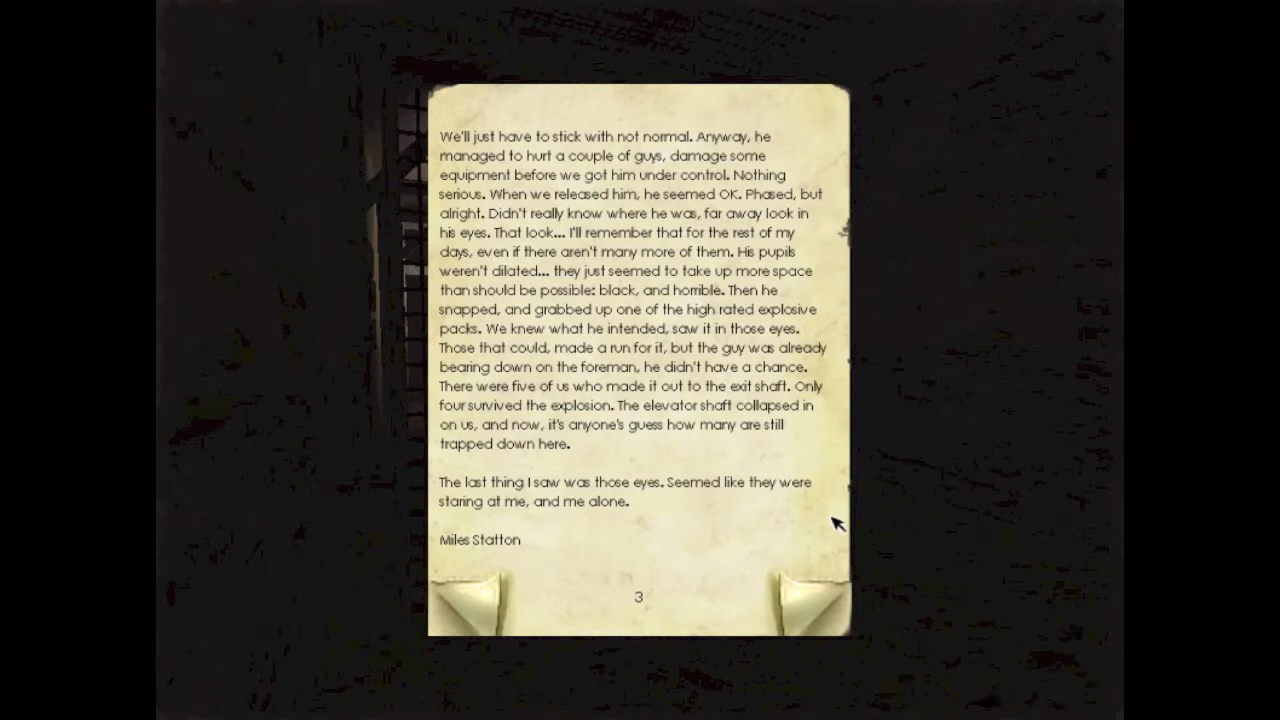 We'll just have to stick with not normal. Anyway, he
managed to hurt a couple of guys, damage some
equipment before we got him under control. Nothing
serious. When we released him, he seemed OK. Phased, but
alright. Didn't really know where he was, far away look in
his eyes. That look... I'll remember that for the rest of my
days, even if there aren't many more of them. His pupils
weren't dilated... they just seemed to take up more space
than should be possible: black, and horrible. Then he
snapped, and grabbed up one of the high rated explosive
packs. We knew what he intended, saw it in those eyes.
Those that could, made a run for it, but the guy was already
bearing down on the foreman, he didn't have a chance.
There were five of us who made it out to the exit shaft. Only
four survived the explosion. The elevator shaft collapsed in
on us, and now, it's anyone's guess how many are still
trapped down here.
The last thing I saw was those eyes. Seemed like they were
staring at me, and me alone.
Miles Statton
3